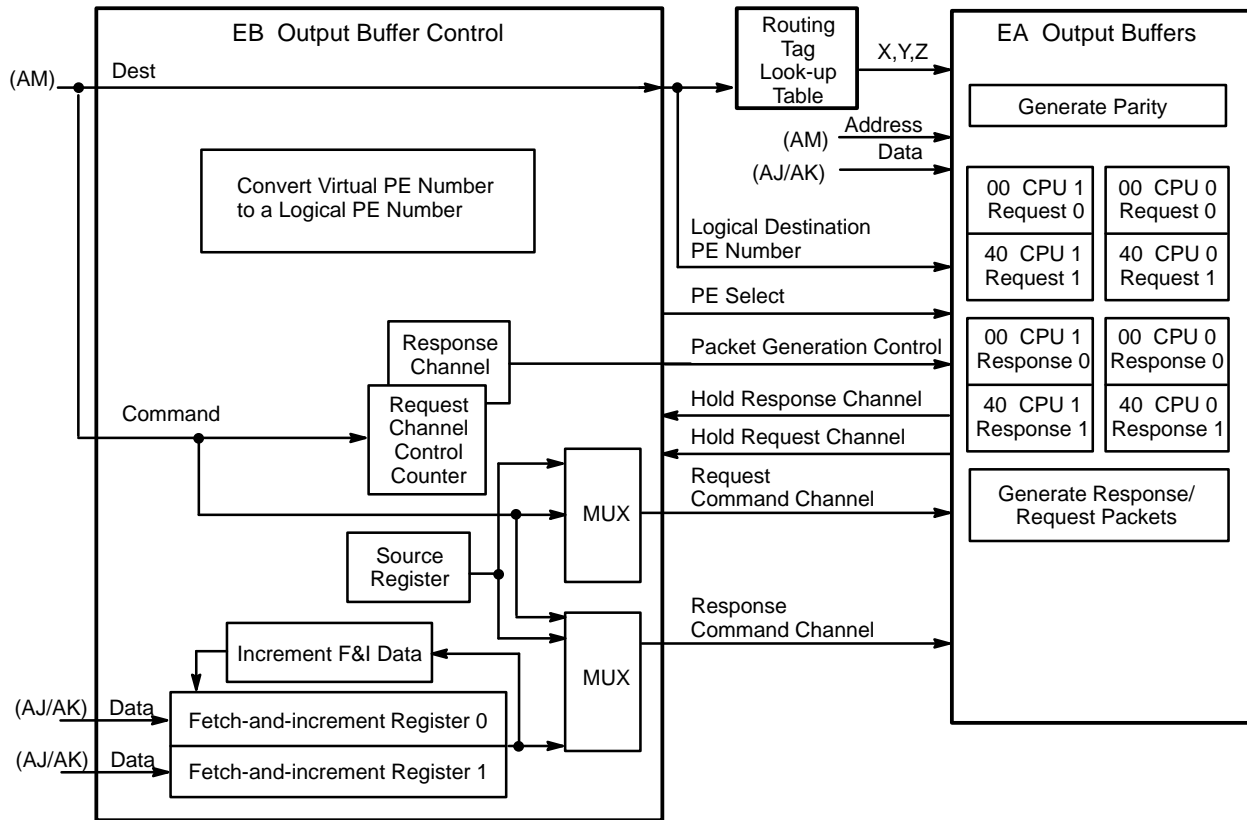 EB Output Buffer Control
(AM)
Dest
Convert Virtual PE Number
to a Logical PE Number
Response
Channel
Request
Channel
Control
Counter
Command
MUX
Source
Register
MUX
Increment F&I Data
(AJ/AK)
Data
Fetch-and-increment Register 0
(AJ/AK)
Data
Fetch-and-increment Register 1
Routing
Tag
Look-up
Table
X,Y,Z
(AM)
Address
(AJ/AK)
Data
Logical Destination
PE Number
PE Select
Packet Generation Control
Hold Response Channel
Hold Request Channel
Request
Command Channel
Response
Command Channel
EA Output Buffers
Generate Parity
00 CPU 1
Request 0
00 CPU 0
Request 0
40 CPU 1
Request 1
40 CPU 0
Request 1
00 CPU 1
Response 0
00 CPU 0
Response 0
40 CPU 1
Response 1
40 CPU 0
Response 1
Generate Response/
Request Packets